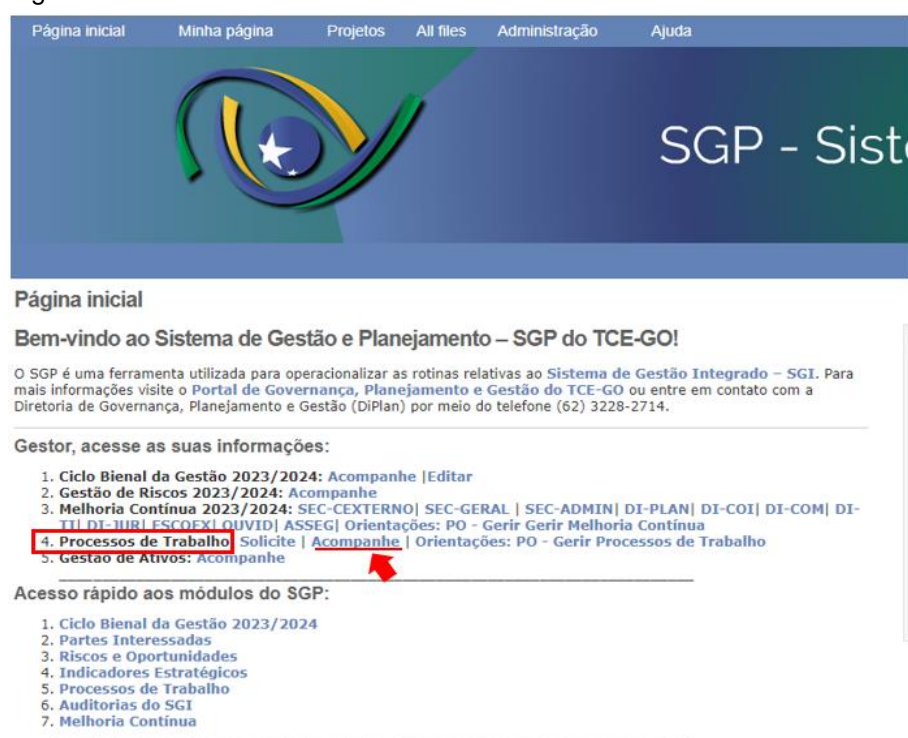 Página inicial Minha página Projetos All files Administração Ajuda
SGP - Sist
Página inicial
Bem-vindo ao Sistema de Gestão e Planejamento – SGP do TCE-GO!
O SGP é uma ferramenta utilizada para operacionalizar as rotinas relativas ao Sistema de Gestão Integrado – SGI. Para
mais informações visite o Portal de Governança, Planejamento e Gestão do TCE-GO ou entre em contato com a
Diretoria de Governança, Planejamento e Gestão (DiPlan) por meio do telefone (62) 3228-2714.
Gestor, acesse as suas informações:
1. Ciclo Bienal da Gestão 2023/2024: Acompanhe |Editar
2. Gestão de Riscos 2023/2024: Acompanhe
3. Melhoria Contínua 2023/2024: SEC-CEXTERNO| SEC-GERAL | SEC-ADMIN| DI-PLAN| DI-COI| DI-COM| DI-
TI| DI-JUR| ESCOEX| OUVID| ASSEG| Orientações: PO - Gerir Gerir Melhoria Contínua
4. Processos de Trabalho Solicite | Acompanhe | Orientações: PO - Gerir Processos de Trabalho
5. Gestão de Ativos: Acompanhe
Acesso rápido aos módulos do SGP:
1. Ciclo Bienal da Gestão 2023/2024
2. Partes Interessadas
3. Riscos e Oportunidades
4. Indicadores Estratégicos
5. Processos de Trabalho
6. Auditorias do SGI
7. Melhoria Contínua